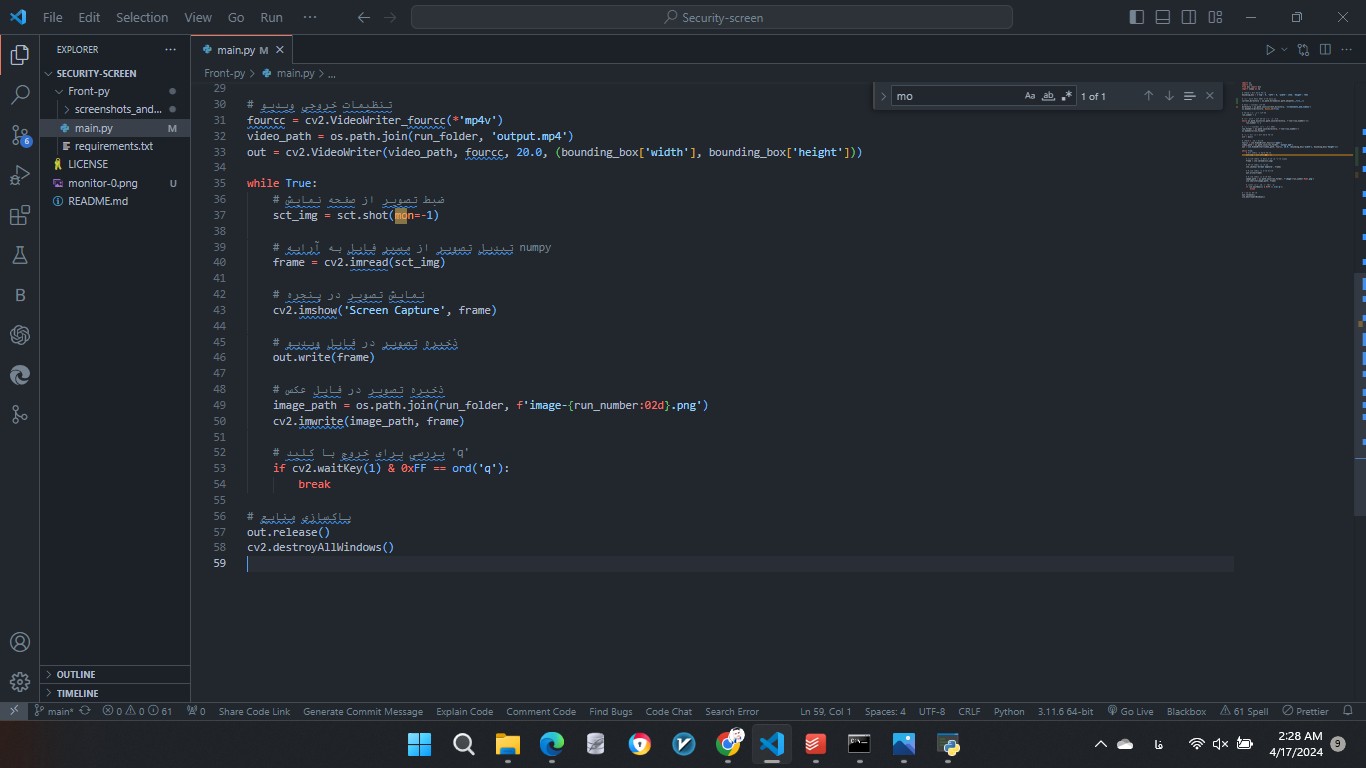 File Edit Selection View Go Run ··· Security-screen
EXPLORER ···
SECURITY-SCREEN
Front-py
screenshots_and...
main.py M
requirements.txt
LICENSE
monitor-0.png U
README.md
OUTLINE
TIMELINE
main.py M
Front-py > main.py > ...
mo Aa ab 1 of 1
29
30 # تنظیمات خروجی ویدیو
31 fourcc = cv2.VideoWriter_fourcc(*'mp4v')
32 video_path = os.path.join(run_folder, 'output.mp4')
33 out = cv2.VideoWriter(video_path, fourcc, 20.0, (bounding_box['width'], bounding_box['height']))
34
35 while True:
36 # ضبط تصویر از صفحه نمایش
37 sct_img = sct.shot(mon=-1)
38
39 # تبدیل تصویر از مسیر فایل به آرایه numpy
40 frame = cv2.imread(sct_img)
41
42 # نمایش تصویر در پنجره
43 cv2.imshow('Screen Capture', frame)
44
45 # ذخیره تصویر در فایل ویدیو
46 out.write(frame)
47
48 # ذخیره تصویر در فایل عکس
49 image_path = os.path.join(run_folder, f'image-{run_number:02d}.png')
50 cv2.imwrite(image_path, frame)
51
52 # بررسی برای خروج با کلید 'q'
53 if cv2.waitKey(1) & 0xFF == ord('q'):
54 break
55
56 # پاکسازی منابع
57 out.release()
58 cv2.destroyAllWindows()
59
6
B
main* 0 0 61 0 Share Code Link Generate Commit Message Explain Code Comment Code Find Bugs Code Chat Search Error Ln 59, Col 1 Spaces: 4 UTF-8 CRLF Python 3.11.6 64-bit Go Live Blackbox 61 Spell Prettier
فا 2:28 AM
4/17/2024 9